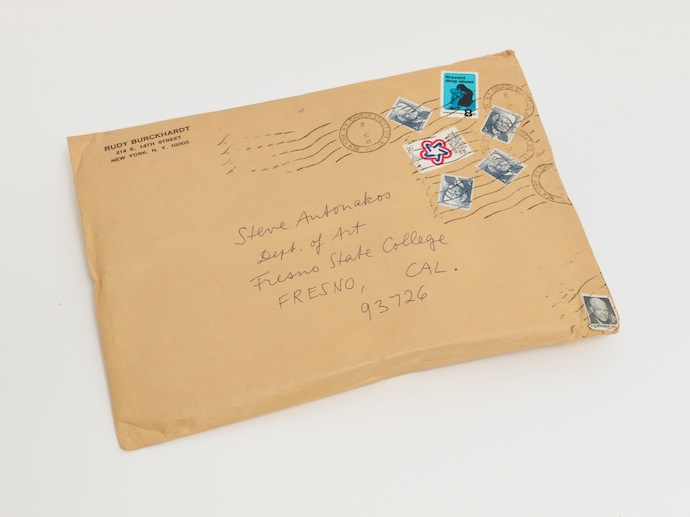 RUDY BURCKHARDT
214 E. 14TH STREET
NEW YORK, N. Y. 10003
Prevent
drug abuse
8
Steve Antonakos
Dept. of Art
Fresno State College
FRESNO, CAL.
93726